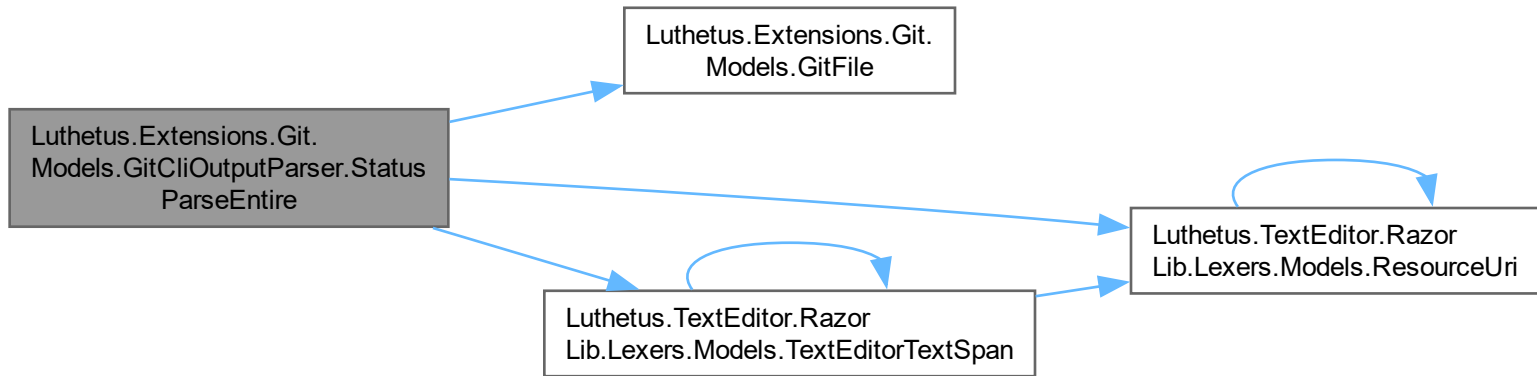 Luthetus.Extensions.Git.
Models.GitFile
Luthetus.Extensions.Git.
Models.GitCliOutputParser.Status
ParseEntire
Luthetus.TextEditor.Razor
Lib.Lexers.Models.ResourceUri
Luthetus.TextEditor.Razor
Lib.Lexers.Models.TextEditorTextSpan